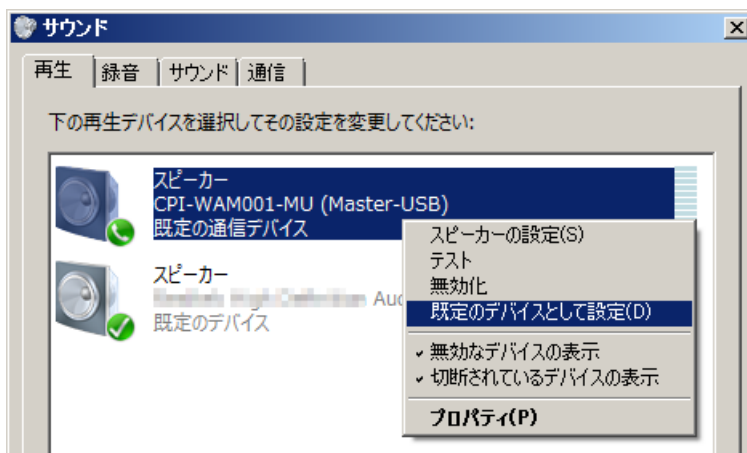 サウンド
再生
録音
サウンド
通信
下の再生デバイスを選択してその設定を変更してください:
スピーカー
CPI-WAM001-MU (Master-USB)
既定の通信デバイス
スピーカー
既定のデバイス
スピーカーの設定(S)
テスト
無効化
既定のデバイスとして設定(D)
無効なデバイスの表示
切断されているデバイスの表示
プロパティ(P)